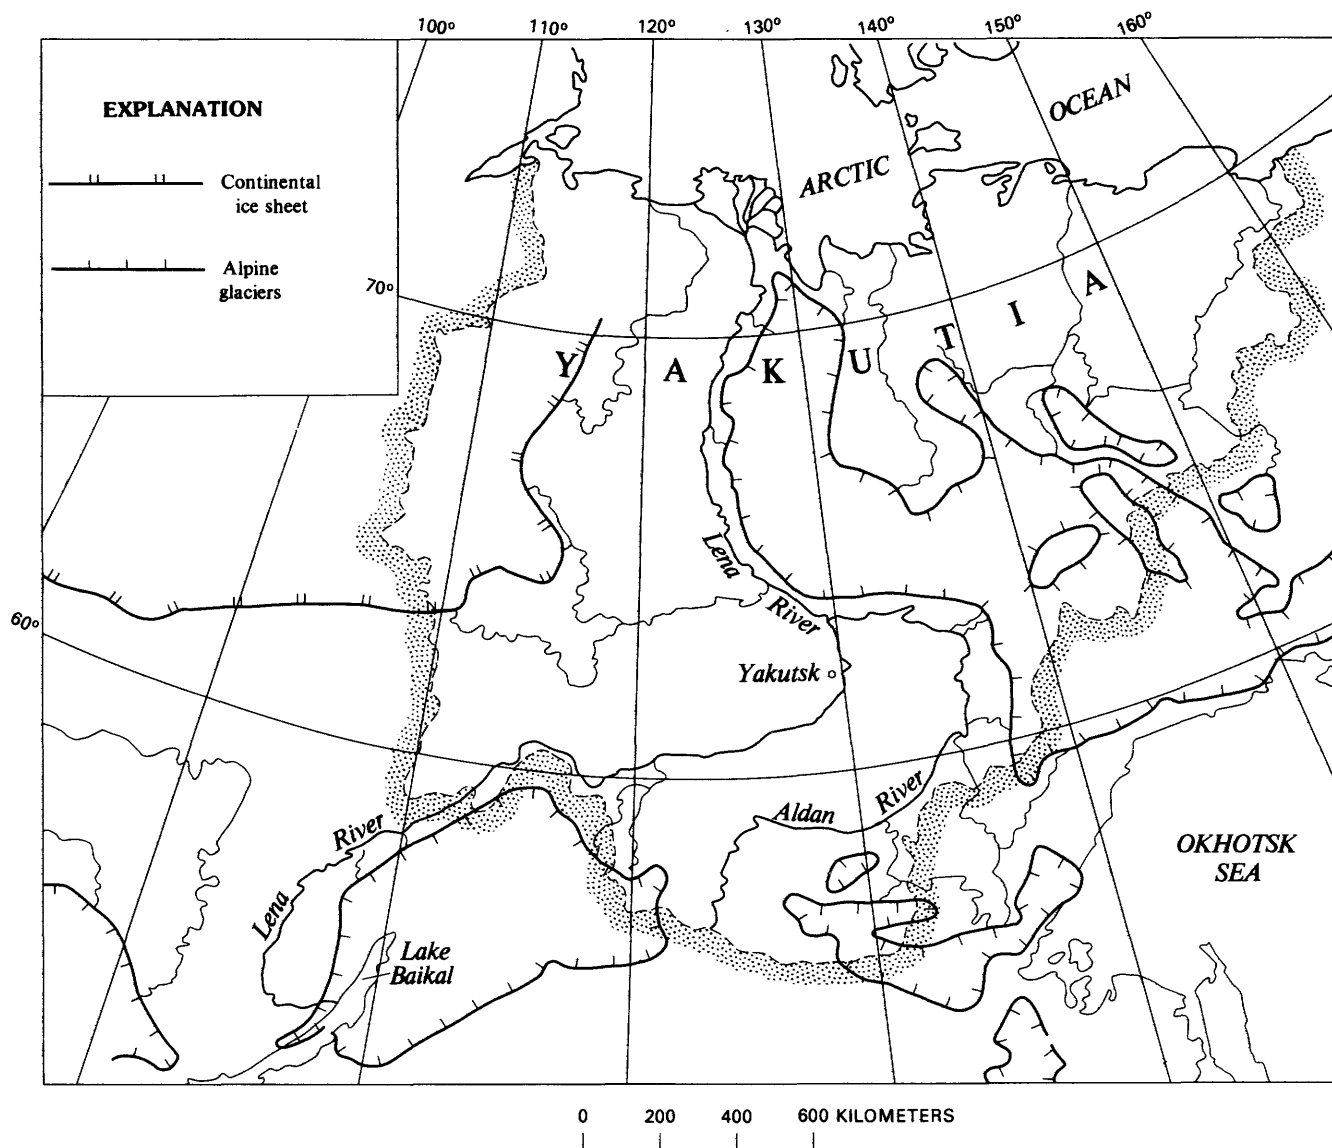 100° 110° 120° 130° 140° 150° 160°
EXPLANATION
Continental
ice sheet
Alpine
glaciers
OCEAN
ARCTIC
70°
Y A K U T I A
Lena
River
60°
Yakutsk
River
Aldan
River
Lena
Lake
Baikal
OKHOTSK
SEA
0 200 400 600 KILOMETERS